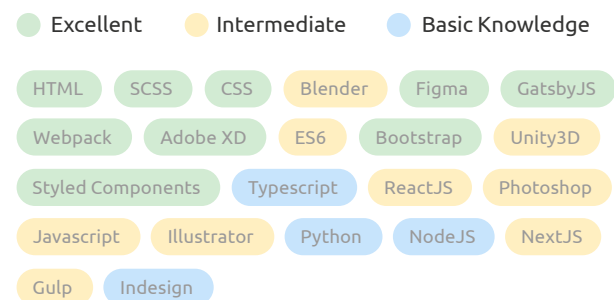 Excellent Intermediate Basic Knowledge
HTML SCSS CSS Blender Figma GatsbyJS
Webpack Adobe XD ES6 Bootstrap Unity3D
Styled Components Typescript ReactJS Photoshop
Javascript Illustrator Python NodeJS NextJS
Gulp Indesign